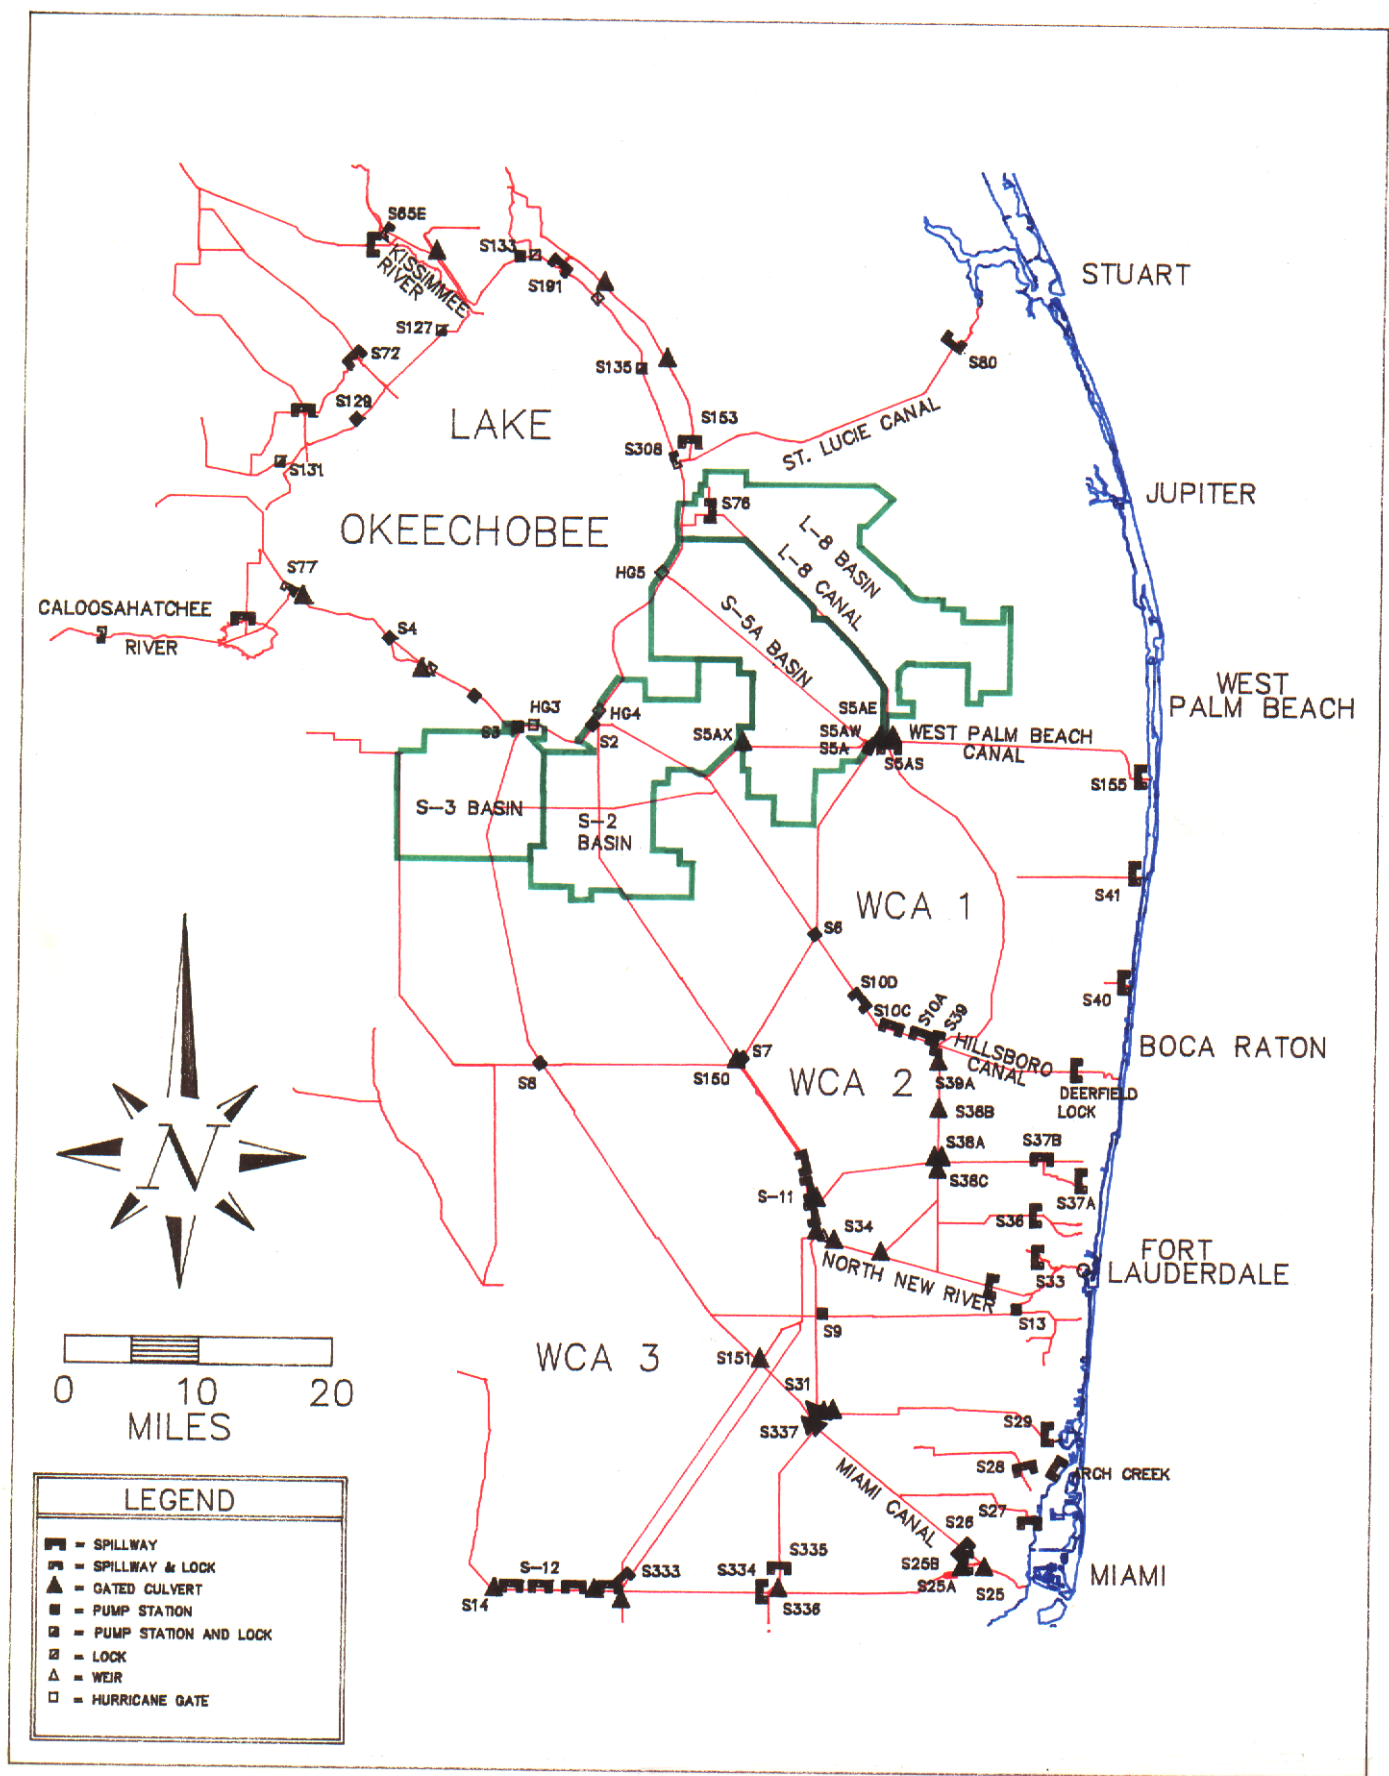 S65E
KISSIMMEE
RIVER
S133
S191
STUART
S127
S72
S135
S80
S129
LAKE
S153
ST. LUCIE CANAL
S308
S131
JUPITER
S76
OKEECHOBEE
L-8 BASIN
L-8 CANAL
HG5
S77
S-5A BASIN
CALOOSAHATCHEE
RIVER
S4
WEST
PALM BEACH
HG3
HG4
S3
S2
S5AE
S5AX
S5AW
S5A
S5AS
WEST PALM BEACH
CANAL
S155
S-3 BASIN
S-2
BASIN
S41
WCA 1
S6
S10D
S10C
S10A
S39
S40
HILLSBORO
CANAL
BOCA RATON
S8
S7
S150
WCA 2
S39A
DEERFIELD
LOCK
S38B
S38A
S37B
S38C
S37A
S-11
S36
S34
N
FORT
LAUDERDALE
NORTH NEW RIVER
S33
S13
S9
WCA 3
S151
0 10 20
MILES
S31
S337
S29
S28
ARCH CREEK
MIAMI CANAL
S27
S26
S25B
S25A
S25
MIAMI
S335
S334
S336
S333
S-12
S14
LEGEND
= SPILLWAY
= SPILLWAY & LOCK
= GATED CULVERT
= PUMP STATION
= PUMP STATION AND LOCK
= LOCK
= WEIR
= HURRICANE GATE